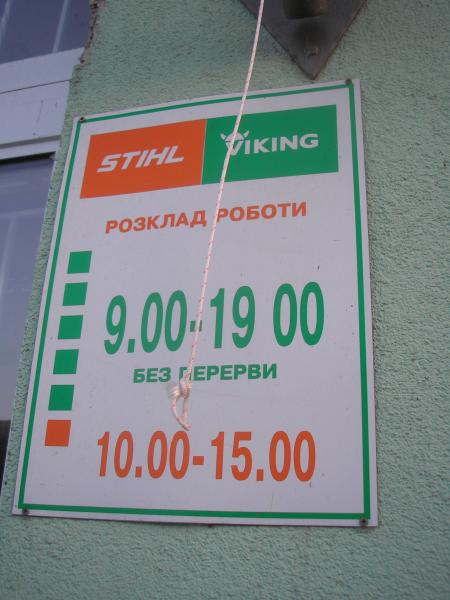 STIHL VIKING
РОЗКЛАД РОБОТИ
9.00-19 00
БЕЗ ПЕРЕРВИ
10.00-15.00